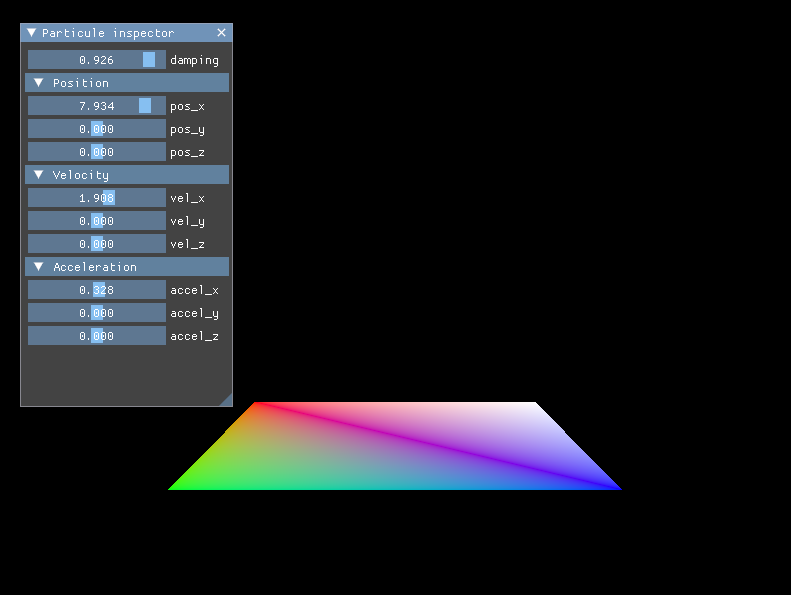 Particule inspector
0.926 damping
Position
7.934 pos_x
0.000 pos_y
0.000 pos_z
Velocity
1.908 vel_x
0.000 vel_y
0.000 vel_z
Acceleration
0.328 accel_x
0.000 accel_y
0.000 accel_z